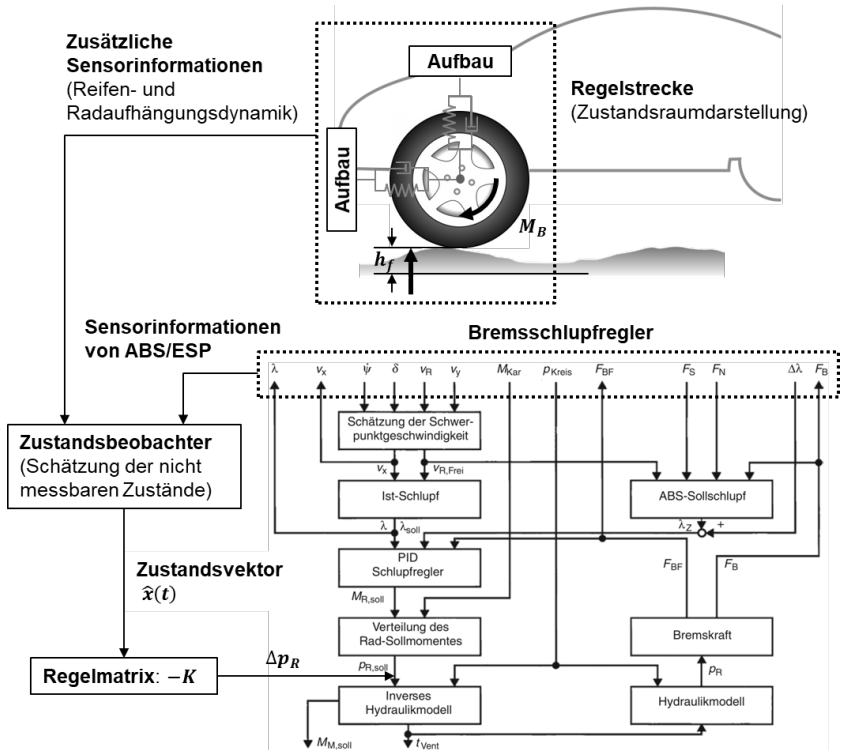 Zusätzliche
Sensorinformationen
(Reifen- und
Radaufhängungsdynamik)
Aufbau
Aufbau
Regelstrecke
(Zustandsraumdarstellung)
M_B
h_f
Sensorinformationen
von ABS/ESP
Bremsschlupfregler
λ v_x ψ̇ δ v_R v_y M_Kar p_Kreis F_BF F_S F_N Δλ F_B
Zustandsbeobachter
(Schätzung der nicht
messbaren Zustände)
Schätzung der Schwer-
punktgeschwindigkeit
v_x v_R,Frei
Ist-Schlupf
ABS-Sollschlupf
λ λ_soll λ_Z +
PID
Schlupfregler
F_BF F_B
Zustandsvektor
x̂(t)
M_R,soll
Verteilung des
Rad-Sollmomentes
Bremskraft
Regelmatrix: −K
Δp_R
p_R,soll
p_R
Inverses
Hydraulikmodell
Hydraulikmodell
M_M,soll t_Vent